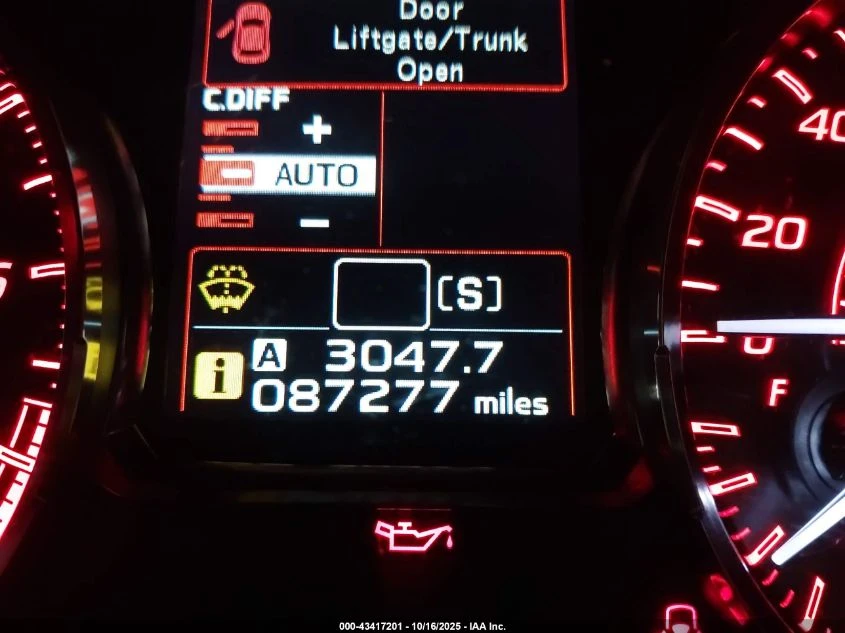 Door
Liftgate/Trunk
Open
C.DIFF
+
AUTO
-
[S]
i A 3047.7
087277 miles
40
20
0
F
000-43417201 - 10/16/2025 - IAA Inc.